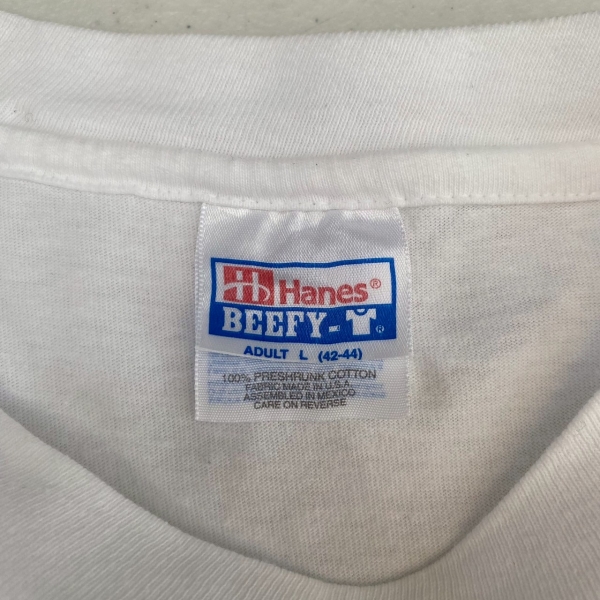 Hanes®
BEEFY-®
ADULT L (42-44)
100% PRESHRUNK COTTON
FABRIC MADE IN U.S.A.
ASSEMBLED IN MEXICO
CARE ON REVERSE